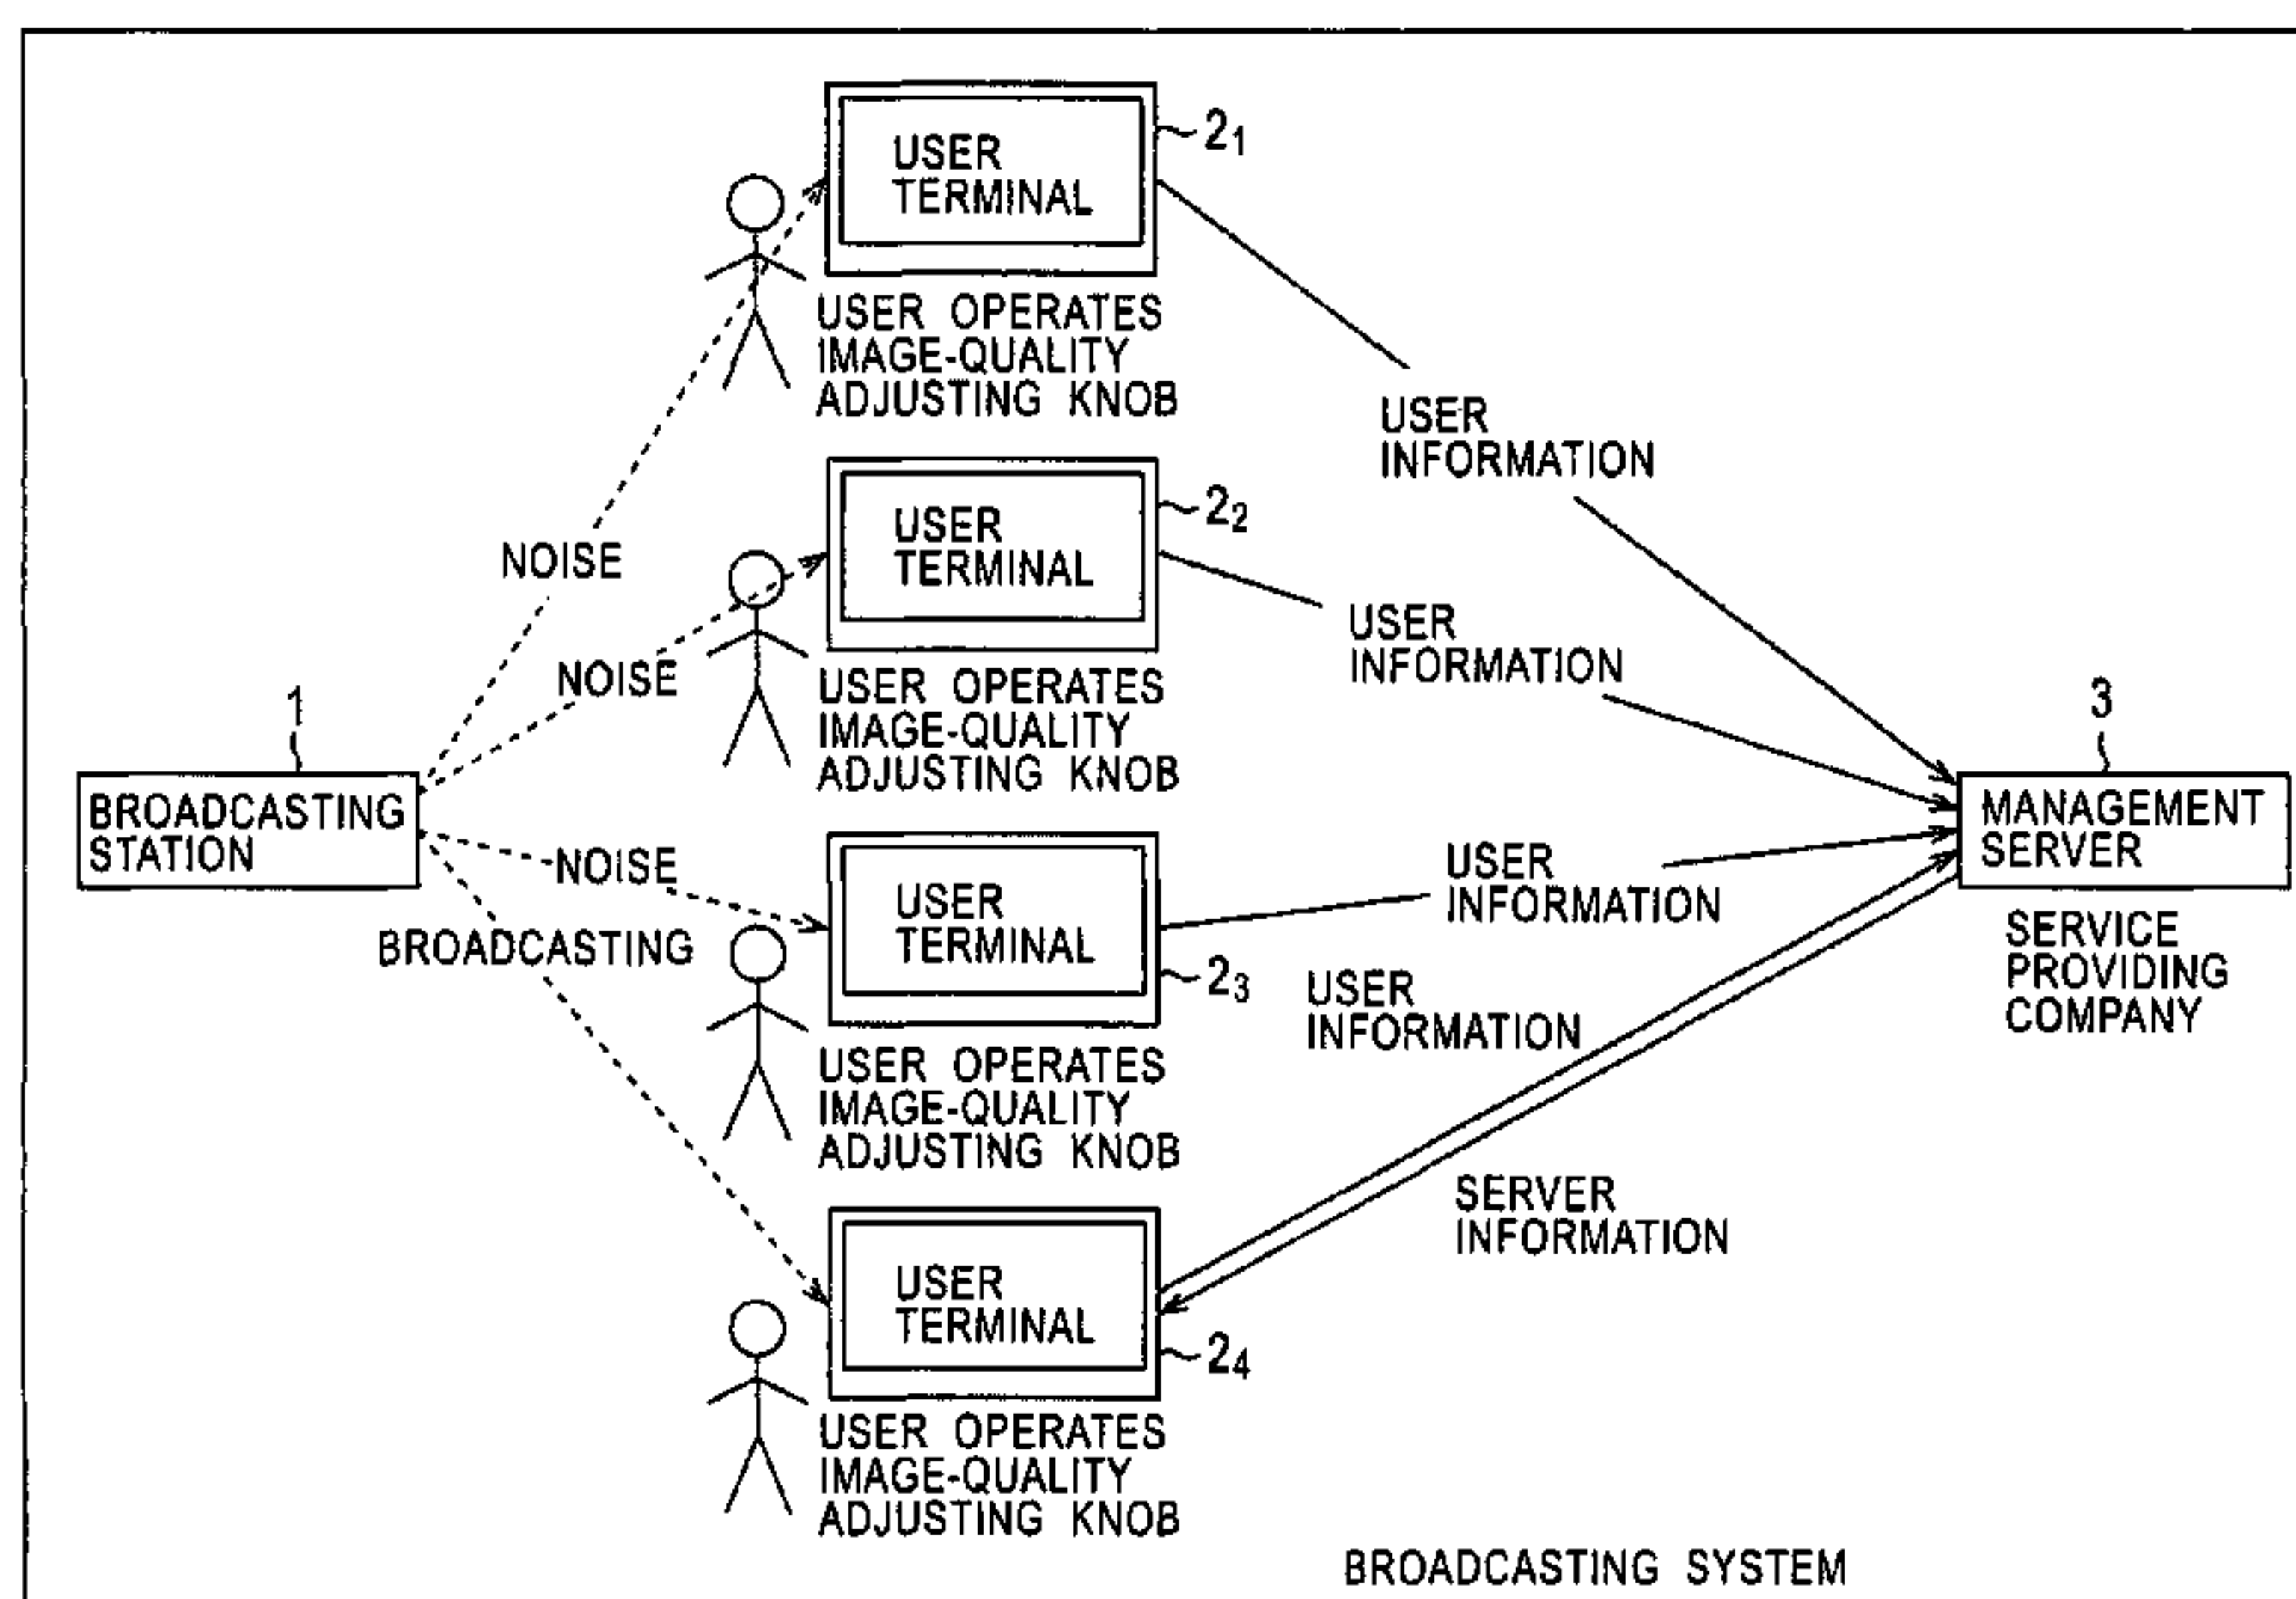 USER
TERMINAL
2₁
USER OPERATES
IMAGE-QUALITY
ADJUSTING KNOB
USER
INFORMATION
NOISE
USER
TERMINAL
2₂
USER OPERATES
IMAGE-QUALITY
ADJUSTING KNOB
USER
INFORMATION
NOISE
1
BROADCASTING
STATION
3
MANAGEMENT
SERVER
SERVICE
PROVIDING
COMPANY
NOISE
USER
TERMINAL
2₃
USER OPERATES
IMAGE-QUALITY
ADJUSTING KNOB
USER
INFORMATION
BROADCASTING
USER
INFORMATION
SERVER
INFORMATION
USER
TERMINAL
2₄
USER OPERATES
IMAGE-QUALITY
ADJUSTING KNOB
BROADCASTING SYSTEM